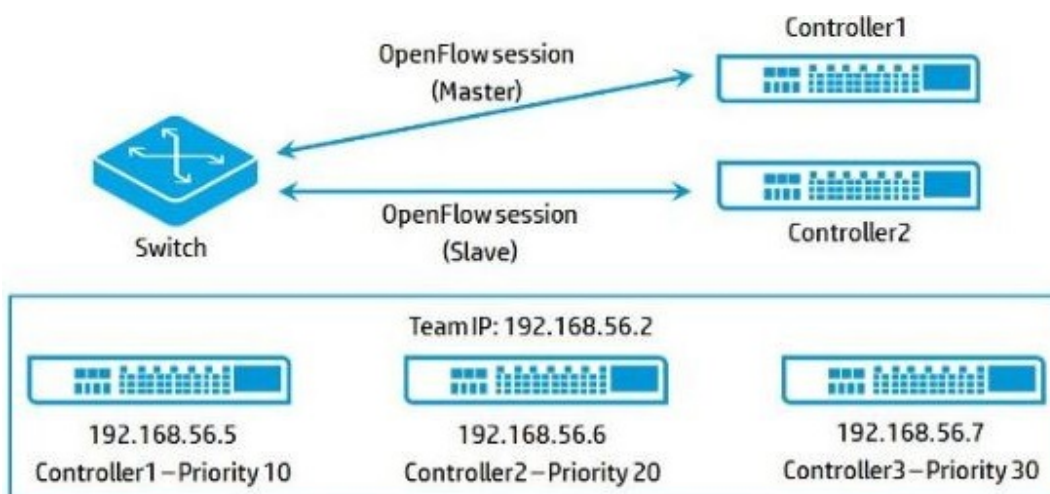 Controller1
OpenFlow session
(Master)
OpenFlow session
(Slave)
Switch
Controller2
Team IP: 192.168.56.2
192.168.56.5
Controller1 – Priority 10
192.168.56.6
Controller2 – Priority 20
192.168.56.7
Controller3 – Priority 30